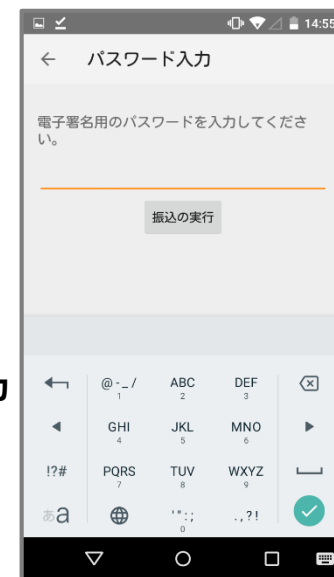 14:55
パスワード入力
電子署名用のパスワードを入力してくださ
い。
振込の実行
力
@-_/ ABC DEF
1 2 3
GHI JKL MNO
4 5 6
!?# PQRS TUV WXYZ
7 8 9
あa '":; .,?!
0